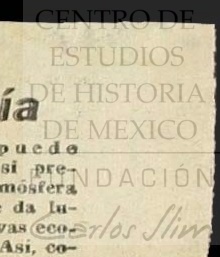 CENTRO DE
ESTUDIOS
DE HISTORIA
DE MEXICO
FUNDACIÓN
Carlos Slim
ía
puedo
si pre-
mósfera
e da lu-
vas eco-
Así, co-